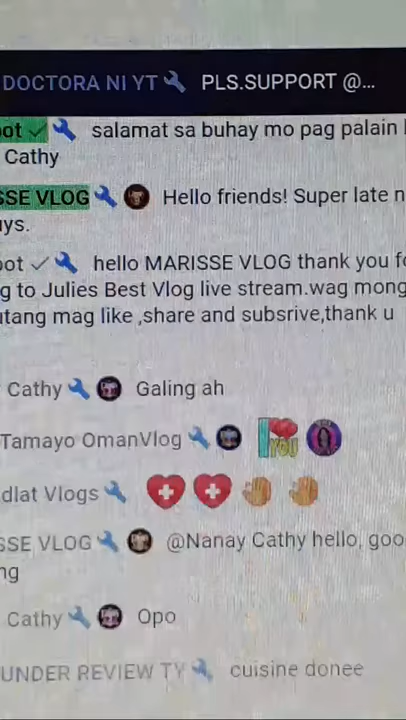 DOCTORA NI YT PLS.SUPPORT @...
ot salamat sa buhay mo pag palain
Cathy
SSE VLOG Hello friends! Super late n
ys.
oot hello MARISSE VLOG thank you fo
g to Julies Best Vlog live stream.wag mong
utang mag like ,share and subsrive,thank u
Cathy Galing ah
Tamayo OmanVlog I YOU
dlat Vlogs
SSE VLOG @Nanay Cathy hello, goo
ng
Cathy Opo
UNDER REVIEW TY cuisine donee